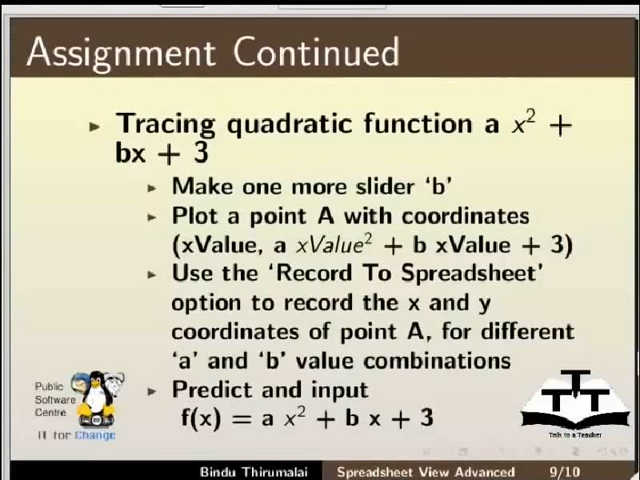 Assignment Continued
Tracing quadratic function a x² +
bx + 3
Make one more slider ‘b’
Plot a point A with coordinates
(xValue, a xValue² + b xValue + 3)
Use the ‘Record To Spreadsheet’
option to record the x and y
coordinates of point A, for different
‘a’ and ‘b’ value combinations
Predict and input
f(x) = a x² + b x + 3
Public
Software
Centre
IT for Change
TTT
Talk to a Teacher
Bindu Thirumalai Spreadsheet View Advanced 9/10